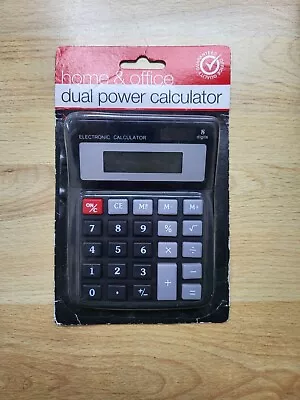 GUARANTEED
home & office
dual power calculator
ELECTRONIC CALCULATOR
8
digits
ON/C CE MR M- M+
7 8 9 % √
4 5 6 × ÷
1 2 3 + −
0 . +/- =